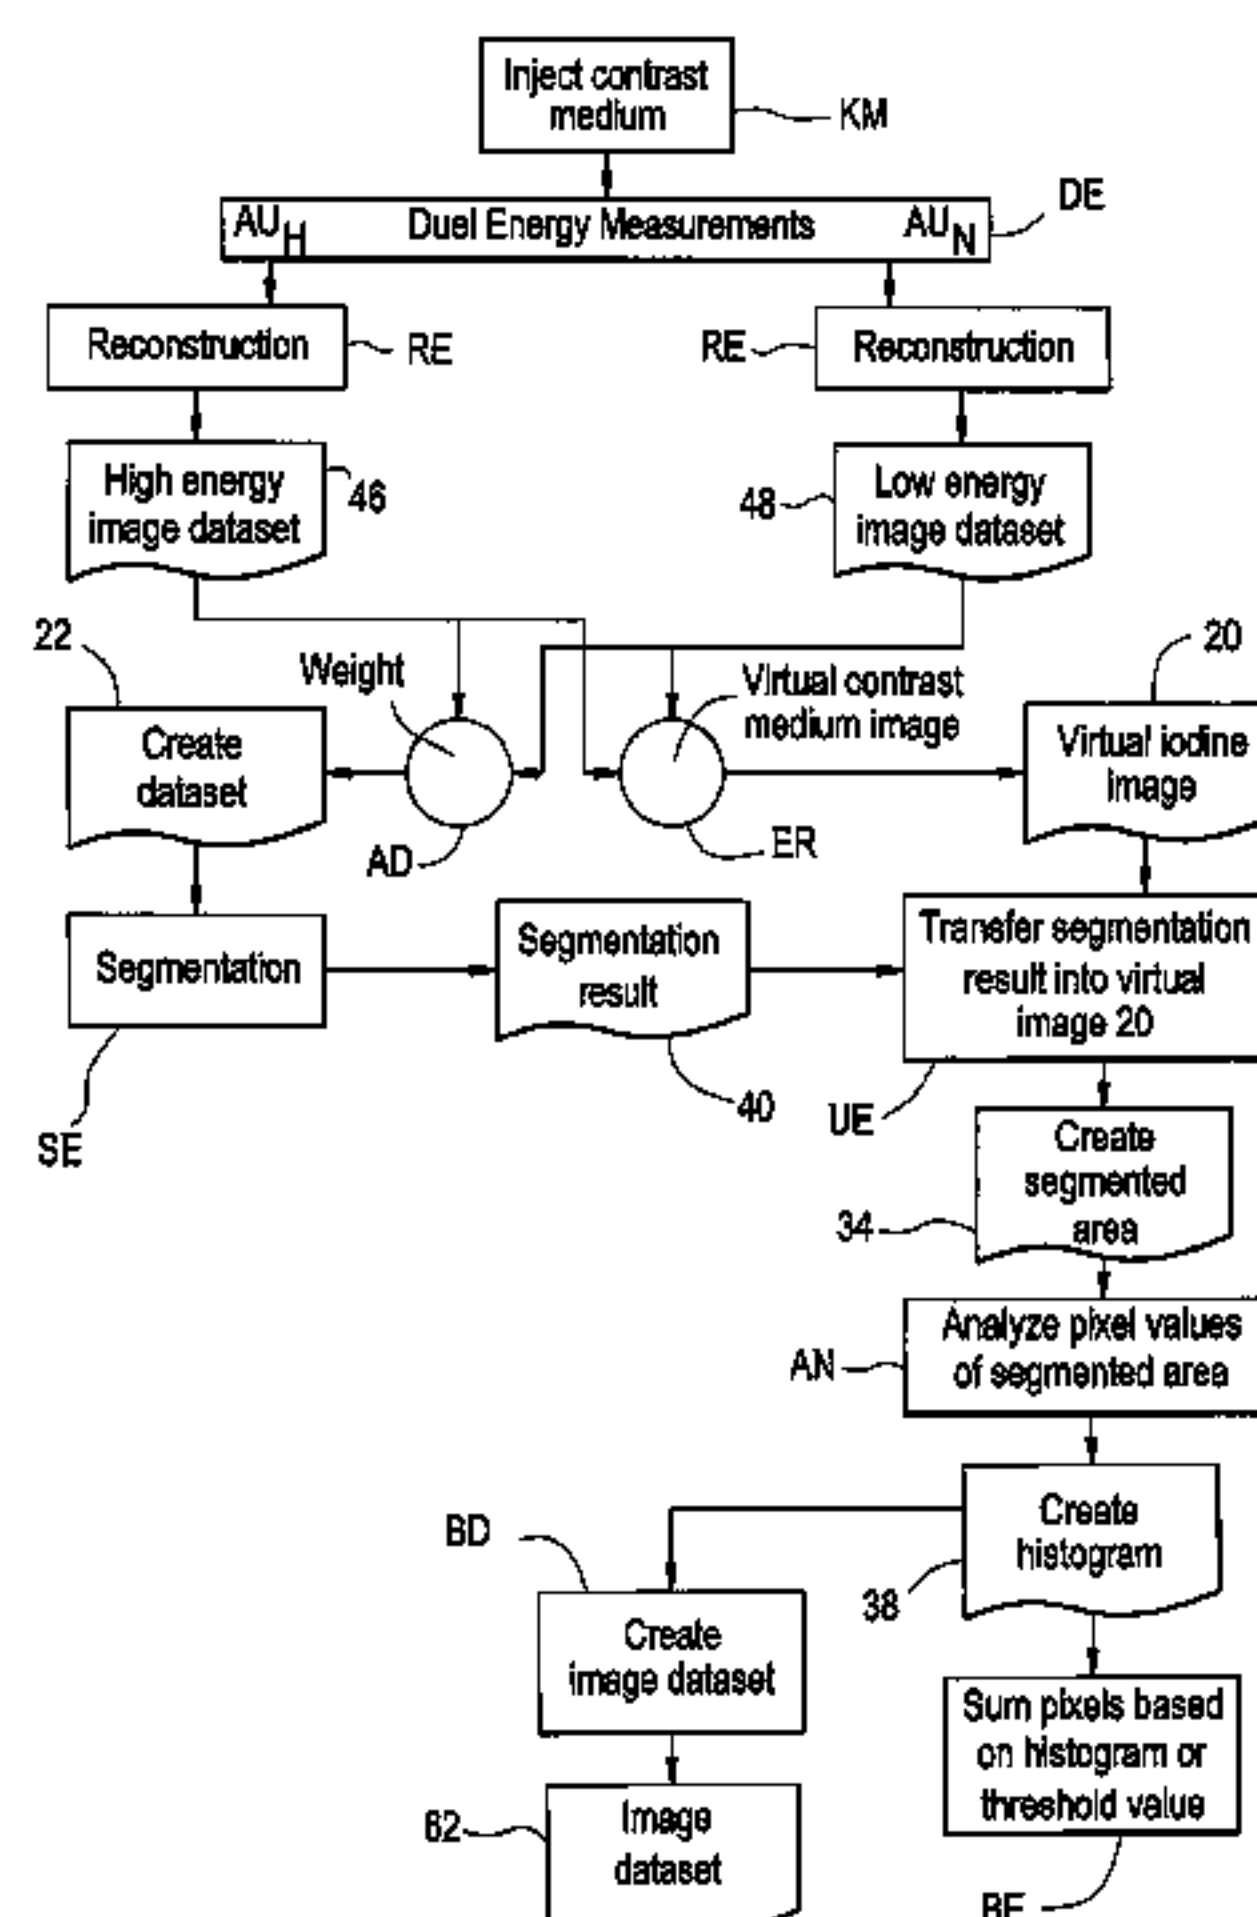 Inject contrast
medium
KM
AU_H Duel Energy Measurements AU_N
DE
Reconstruction
RE
RE
Reconstruction
High energy
image dataset
46
48
Low energy
image dataset
22
Weight
Virtual contrast
medium image
20
Create
dataset
Virtual iodine
image
AD
ER
Segmentation
Segmentation
result
Transfer segmentation
result into virtual
image 20
SE
40
UE
Create
segmented
area
34
Analyze pixel values
of segmented area
AN
Create
histogram
BD
38
Create
image dataset
Sum pixels based
on histogram or
threshold value
62
Image
dataset